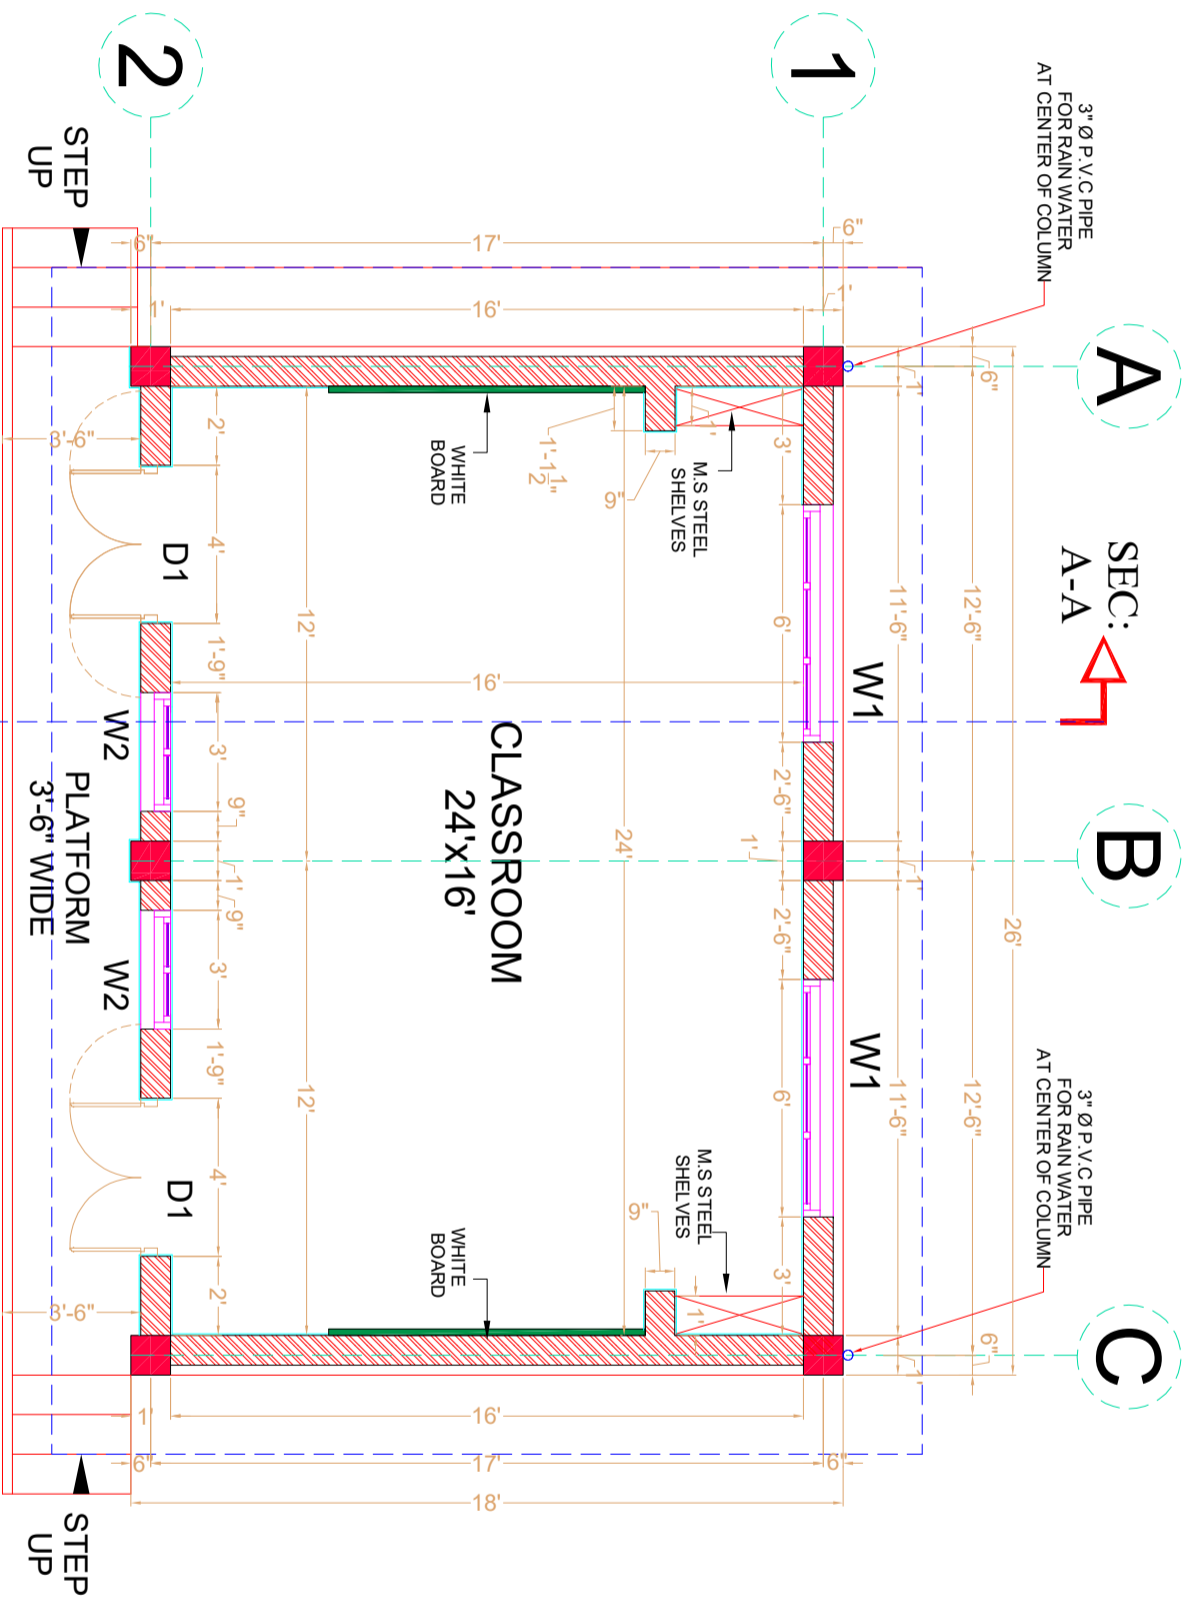 A
B
C
SEC:
A-A
3" Ø P.V.C PIPE
FOR RAIN WATER
AT CENTER OF COLUMN
3" Ø P.V.C PIPE
FOR RAIN WATER
AT CENTER OF COLUMN
26'
6"
12'-6"
12'-6"
6"
1'
11'-6"
1'
11'-6"
1'
1
6"
1'
W1
W1
3'
6'
2'-6"
1'
2'-6"
6'
3'
6"
1'
M.S STEEL
SHELVES
1'
M.S STEEL
SHELVES
9"
9"
24'
1'-1 1/2"
17'
16'
16'
16'
17'
18'
CLASSROOM
24'x16'
WHITE
BOARD
WHITE
BOARD
12'
12'
2'
4'
1'-9"
3'
9"
1'
9"
3'
1'-9"
4'
2'
2
6"
1'
D1
D1
1'
6"
W2
W2
3'-6"
3'-6"
PLATFORM
3'-6" WIDE
STEP
UP
STEP
UP